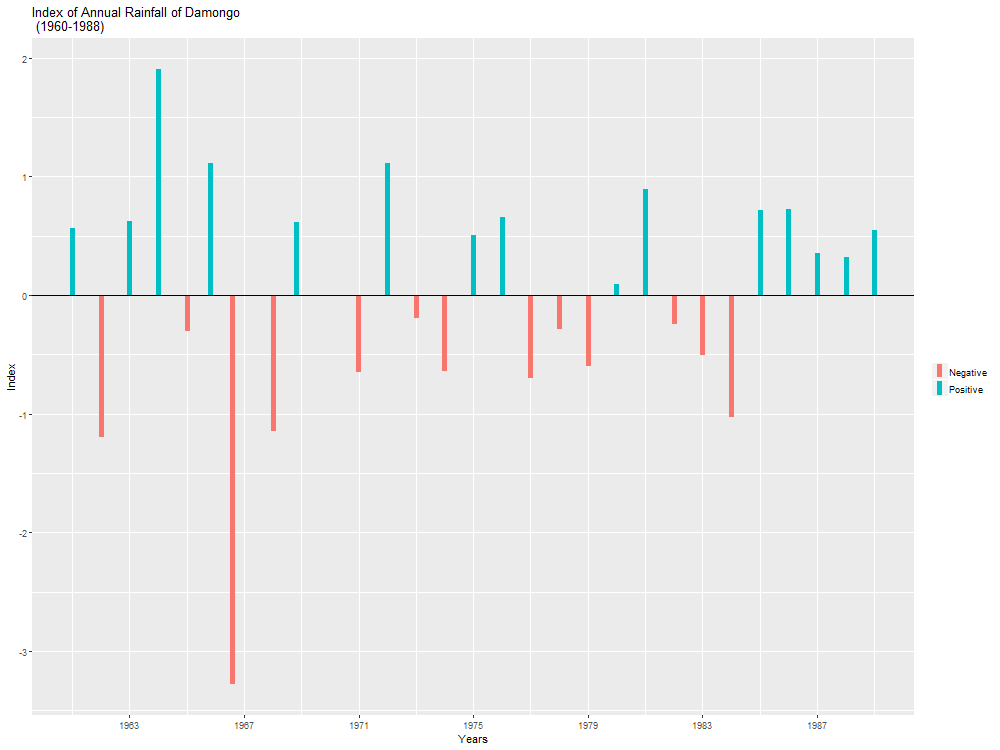 Index of Annual Rainfall of Damongo
(1960-1988)
2
1
0
-1
-2
-3
Index
1963 1967 1971 1975 1979 1983 1987
Years
Negative
Positive